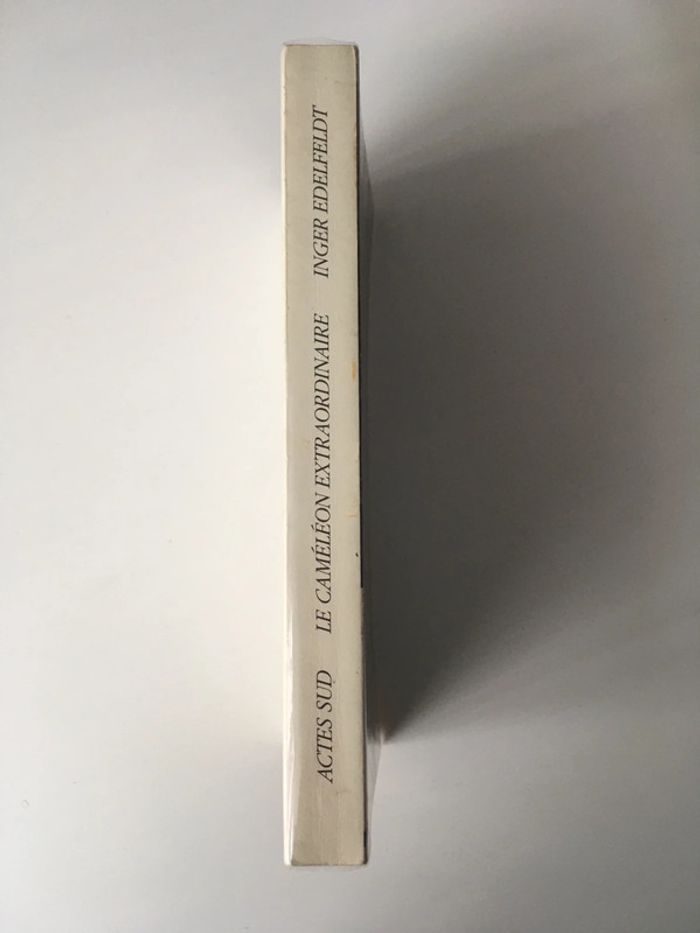 ACTES SUD LE CAMÉLÉON EXTRAORDINAIRE INGER EDELFELDT